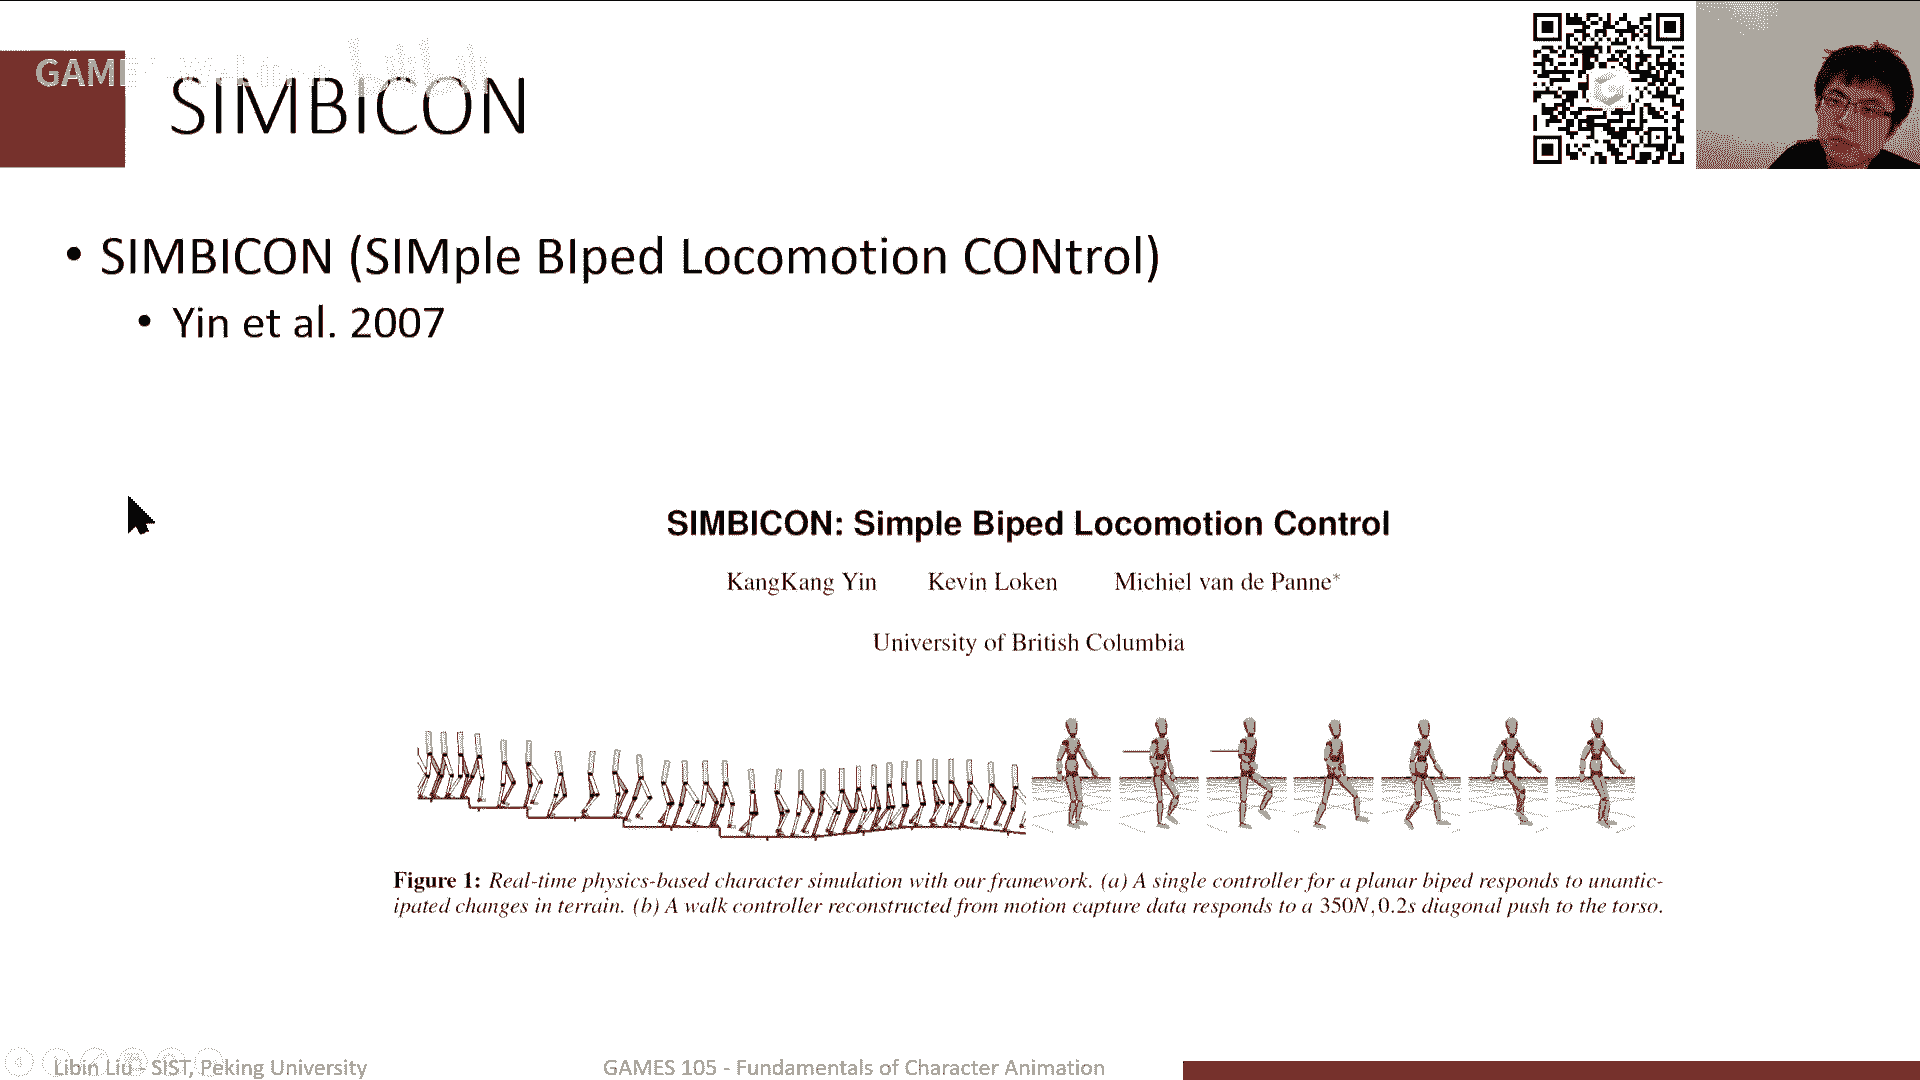 GAME
SIMBICON
• SIMBICON (SIMple BIped Locomotion CONtrol)
• Yin et al. 2007
SIMBICON: Simple Biped Locomotion Control
KangKang Yin Kevin Loken Michiel van de Panne*
University of British Columbia
Figure 1: Real-time physics-based character simulation with our framework. (a) A single controller for a planar biped responds to unantic-
ipated changes in terrain. (b) A walk controller reconstructed from motion capture data responds to a 350N,0.2s diagonal push to the torso.
Libin Liu - SIST, Peking University
GAMES 105 - Fundamentals of Character Animation